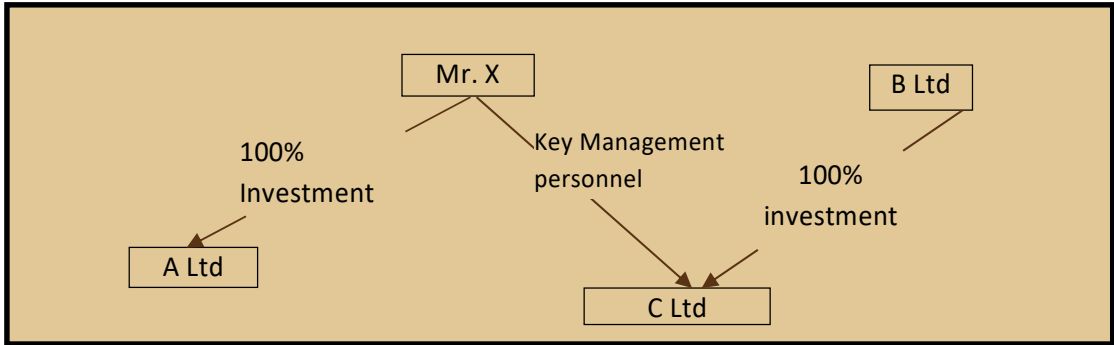 Mr. X
B Ltd
100%
Investment
Key Management
personnel
100%
investment
A Ltd
C Ltd